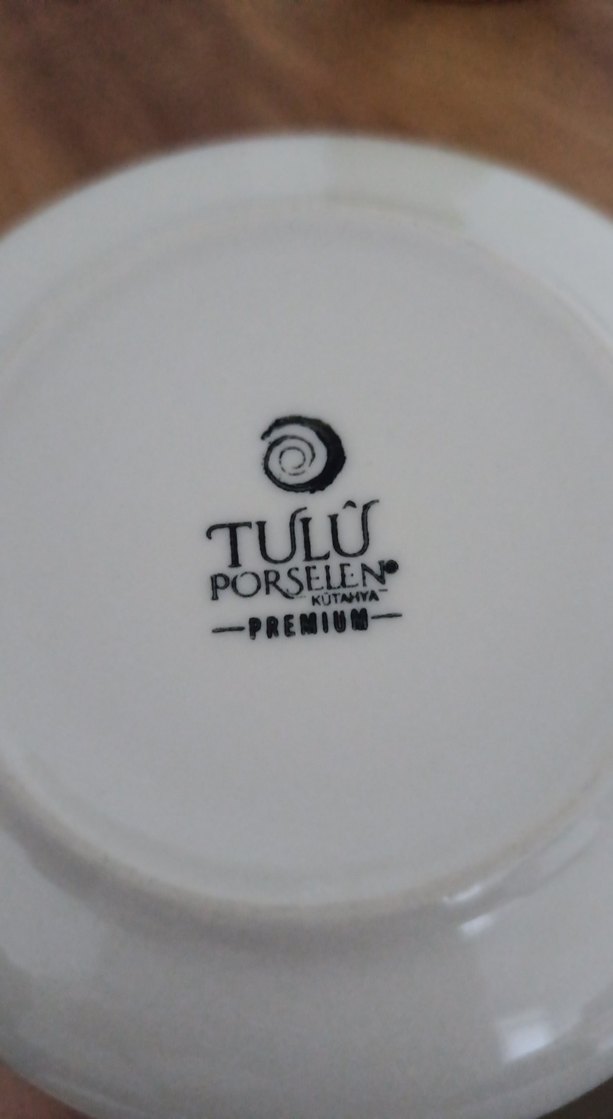 TULÛ
PORSELEN
KÜTAHYA
PREMIUM